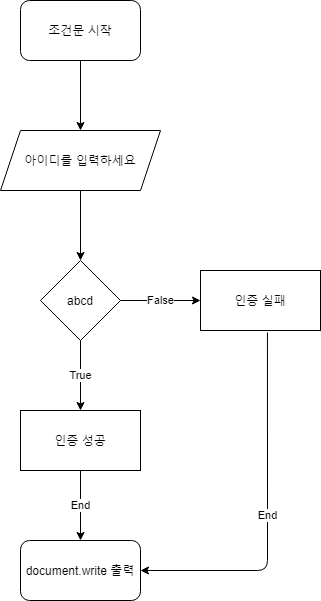 조건문 시작
아이디를 입력하세요
abcd
False
인증 실패
True
인증 성공
End
End
document.write 출력